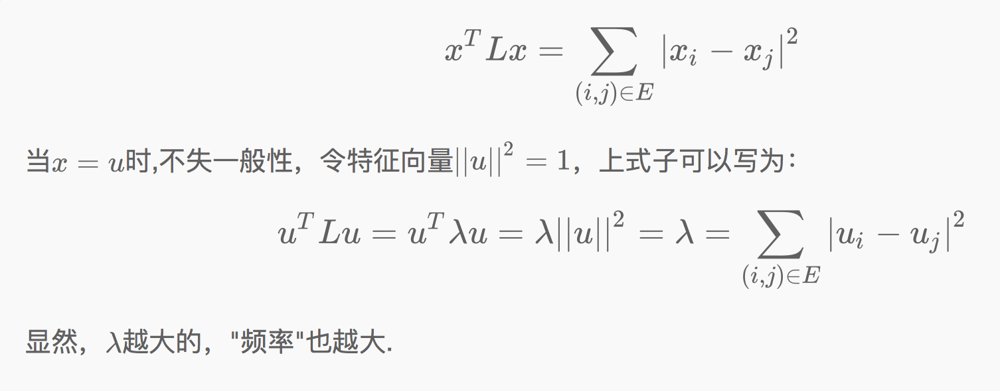 $$x^T L x = \sum_{(i,j)\in E} |x_i - x_j|^2$$
当$x = u$时,不失一般性，令特征向量$||u||^2 = 1$，上式子可以写为：
$$u^T L u = u^T \lambda u = \lambda ||u||^2 = \lambda = \sum_{(i,j)\in E} |u_i - u_j|^2$$
显然，$\lambda$越大的，"频率"也越大.